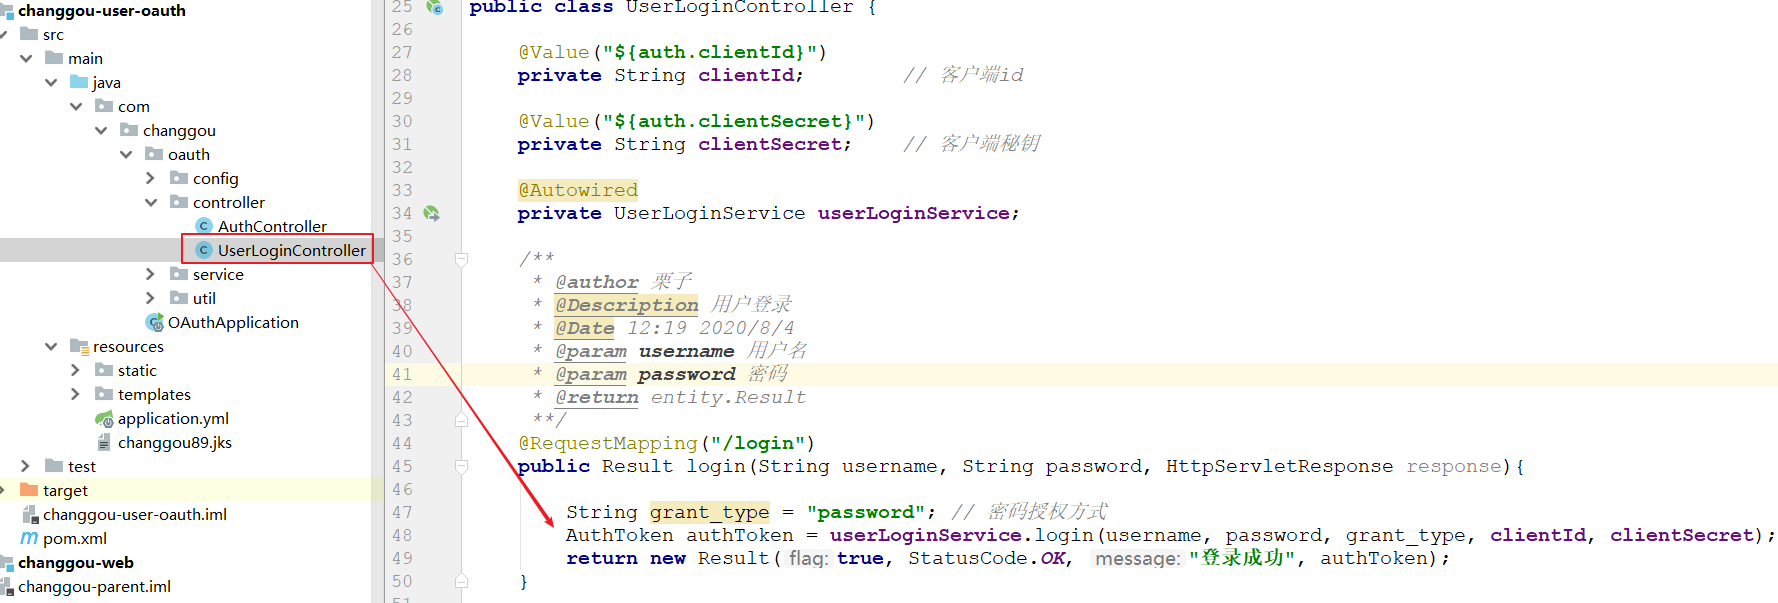 changgou-user-oauth
src
main
java
com
changgou
oauth
config
controller
AuthController
UserLoginController
service
util
OAuthApplication
resources
static
templates
application.yml
changgou89.jks
test
target
changgou-user-oauth.iml
pom.xml
changgou-web
changgou-parent.iml
25 public class UserLoginController {
26
27 @Value("${auth.clientId}")
28 private String clientId; // 客户端id
29
30 @Value("${auth.clientSecret}")
31 private String clientSecret; // 客户端秘钥
32
33 @Autowired
34 private UserLoginService userLoginService;
35
36 /**
37 * @author 栗子
38 * @Description 用户登录
39 * @Date 12:19 2020/8/4
40 * @param username 用户名
41 * @param password 密码
42 * @return entity.Result
43 **/
44 @RequestMapping("/login")
45 public Result login(String username, String password, HttpServletResponse response){
46
47 String grant_type = "password"; // 密码授权方式
48 AuthToken authToken = userLoginService.login(username, password, grant_type, clientId, clientSecret);
49 return new Result( flag: true, StatusCode.OK, message: "登录成功", authToken);
50 }
51